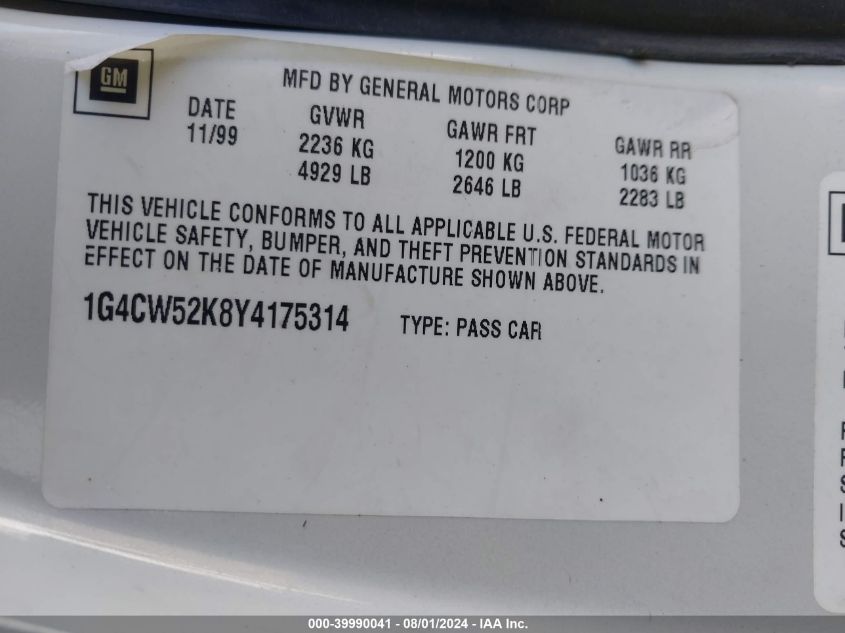 GM
MFD BY GENERAL MOTORS CORP
DATE GVWR GAWR FRT GAWR RR
11/99 2236 KG 1200 KG 1036 KG
4929 LB 2646 LB 2283 LB
THIS VEHICLE CONFORMS TO ALL APPLICABLE U.S. FEDERAL MOTOR
VEHICLE SAFETY, BUMPER, AND THEFT PREVENTION STANDARDS IN
EFFECT ON THE DATE OF MANUFACTURE SHOWN ABOVE.
1G4CW52K8Y4175314 TYPE: PASS CAR
000-39990041 - 08/01/2024 - IAA Inc.